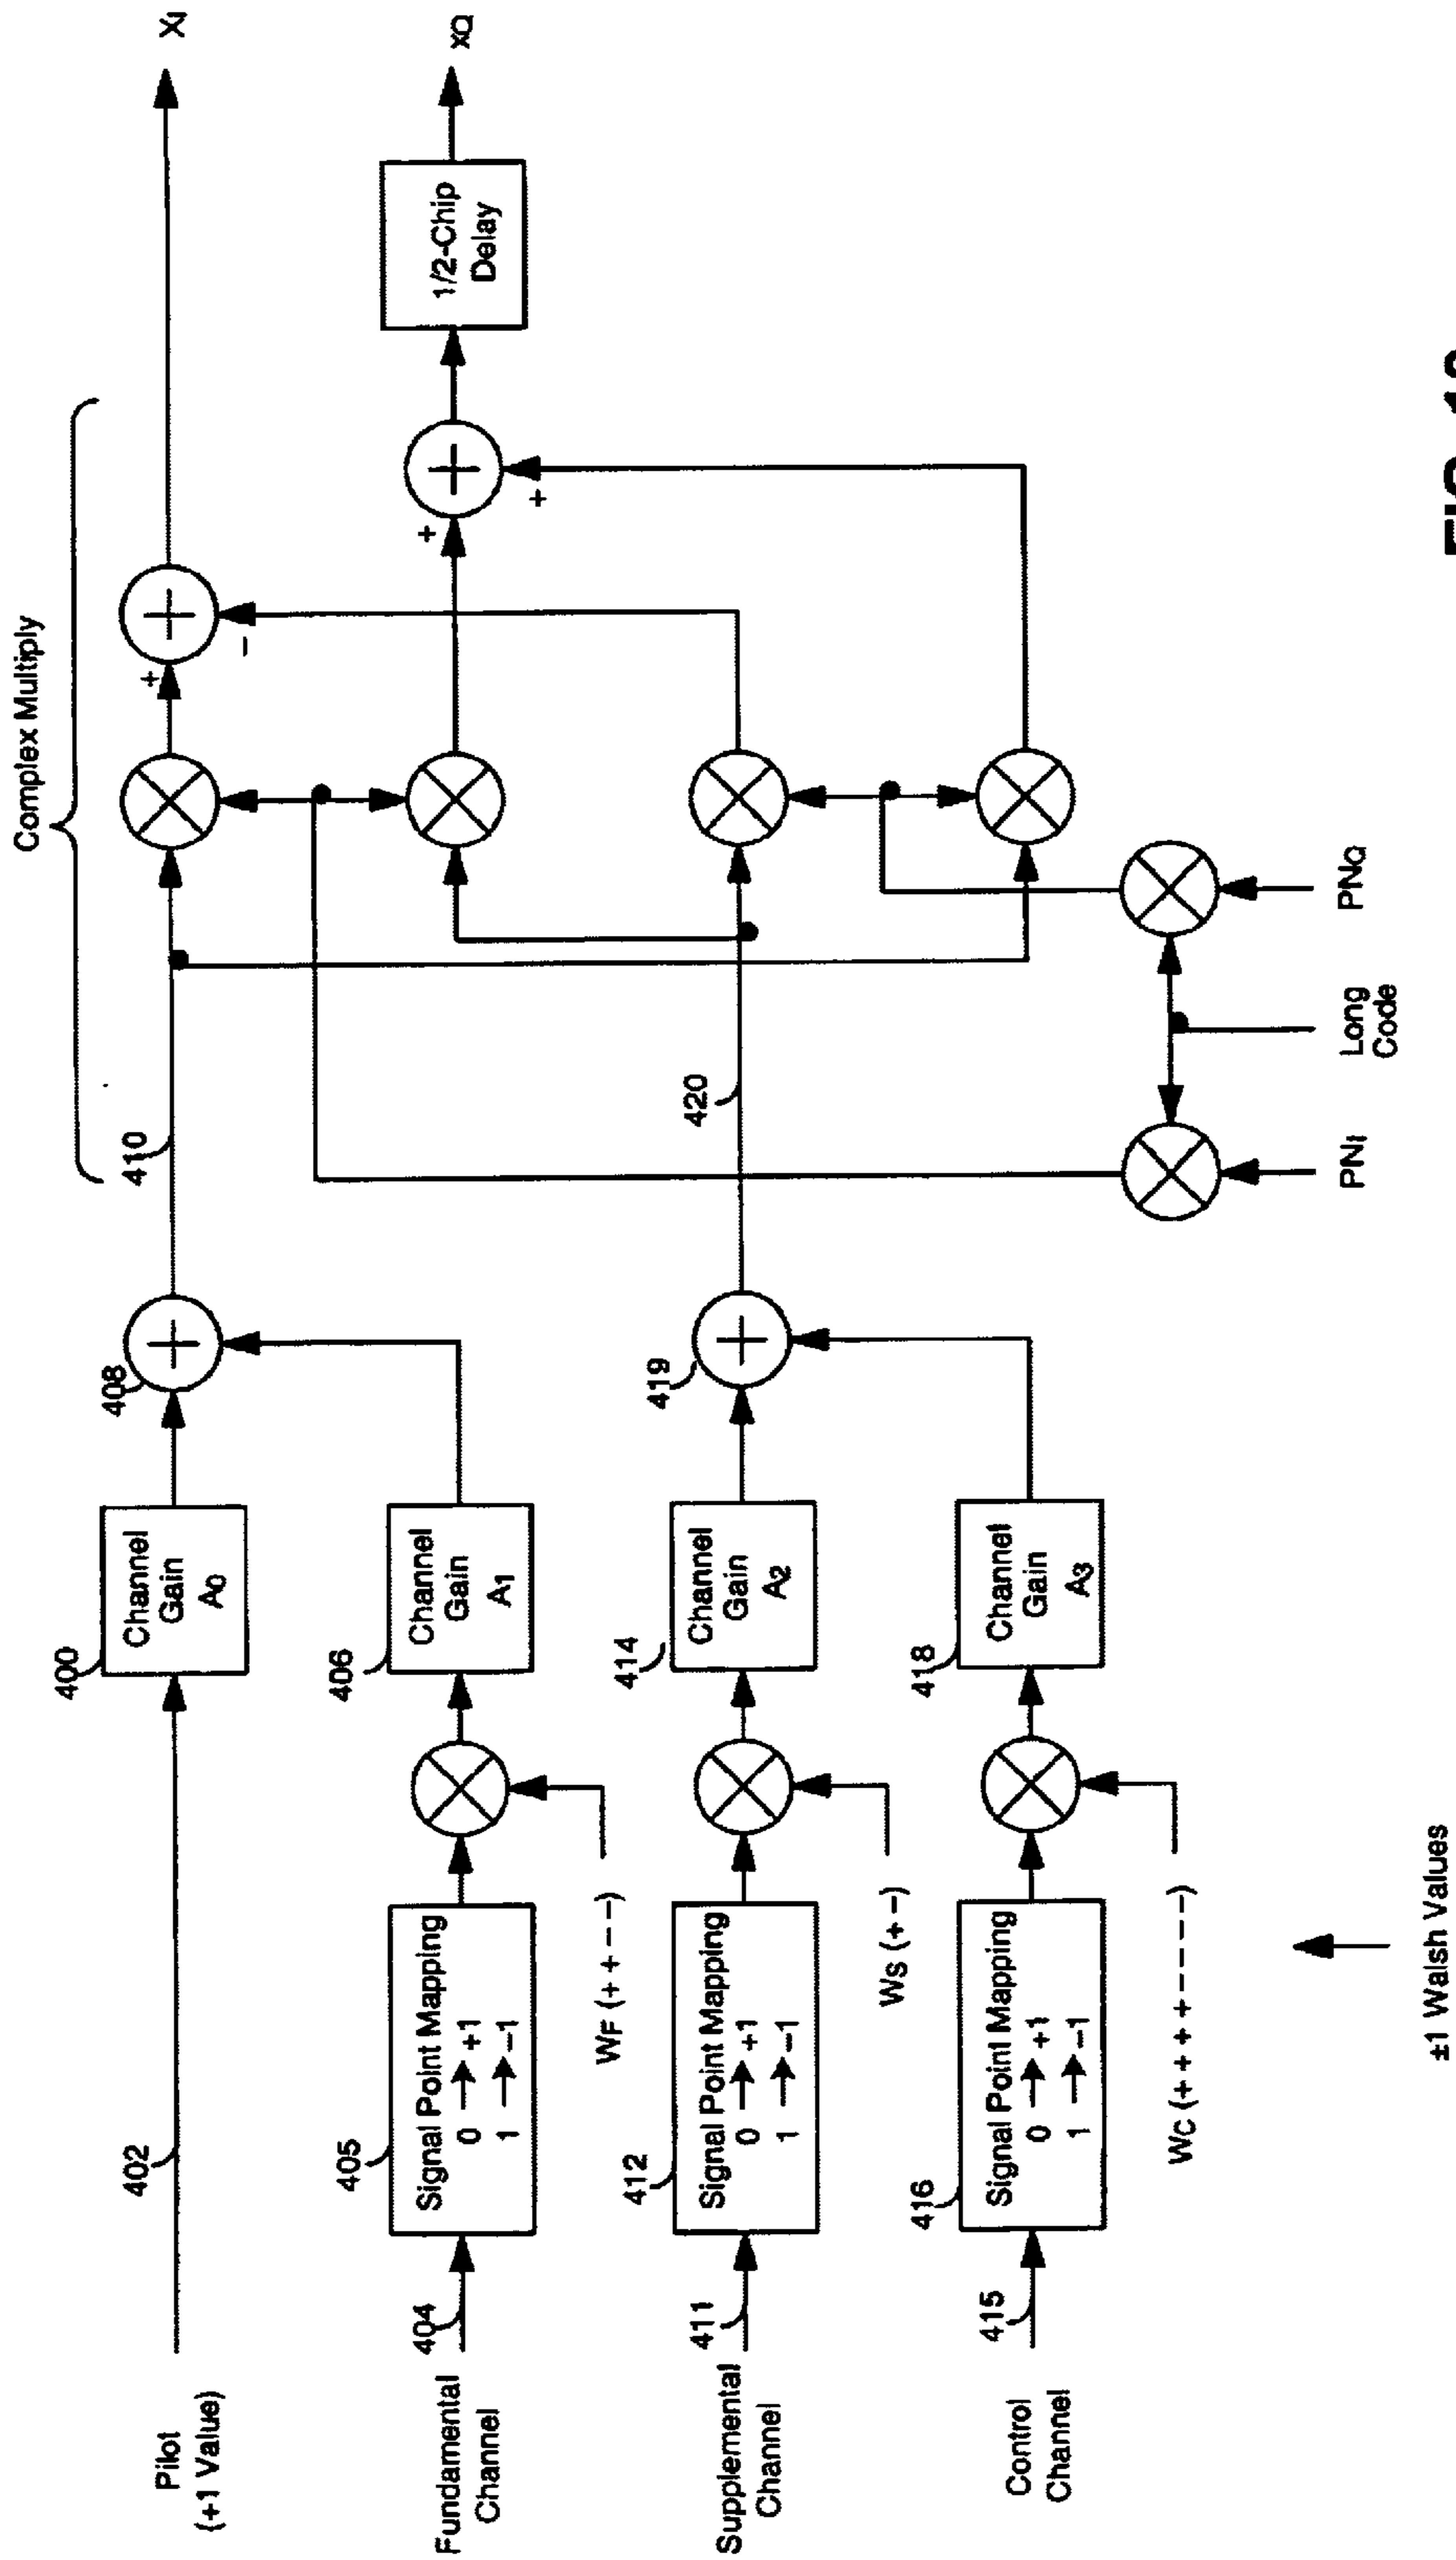 Complex Multiply
Pilot
(+1 Value)
402
400
Channel
Gain
A0
408
410
+
−
XI
Fundamental
Channel
404
405
Signal Point Mapping
0 → +1
1 → −1
WF (+ + − −)
406
Channel
Gain
A1
+
+
1/2-Chip
Delay
XQ
Supplemental
Channel
411
412
Signal Point Mapping
0 → +1
1 → −1
WS (+ −)
414
Channel
Gain
A2
419
420
Control
Channel
415
416
Signal Point Mapping
0 → +1
1 → −1
WC (+ + + + − − − −)
418
Channel
Gain
A3
PNI
Long
Code
PNQ
±1 Walsh Values